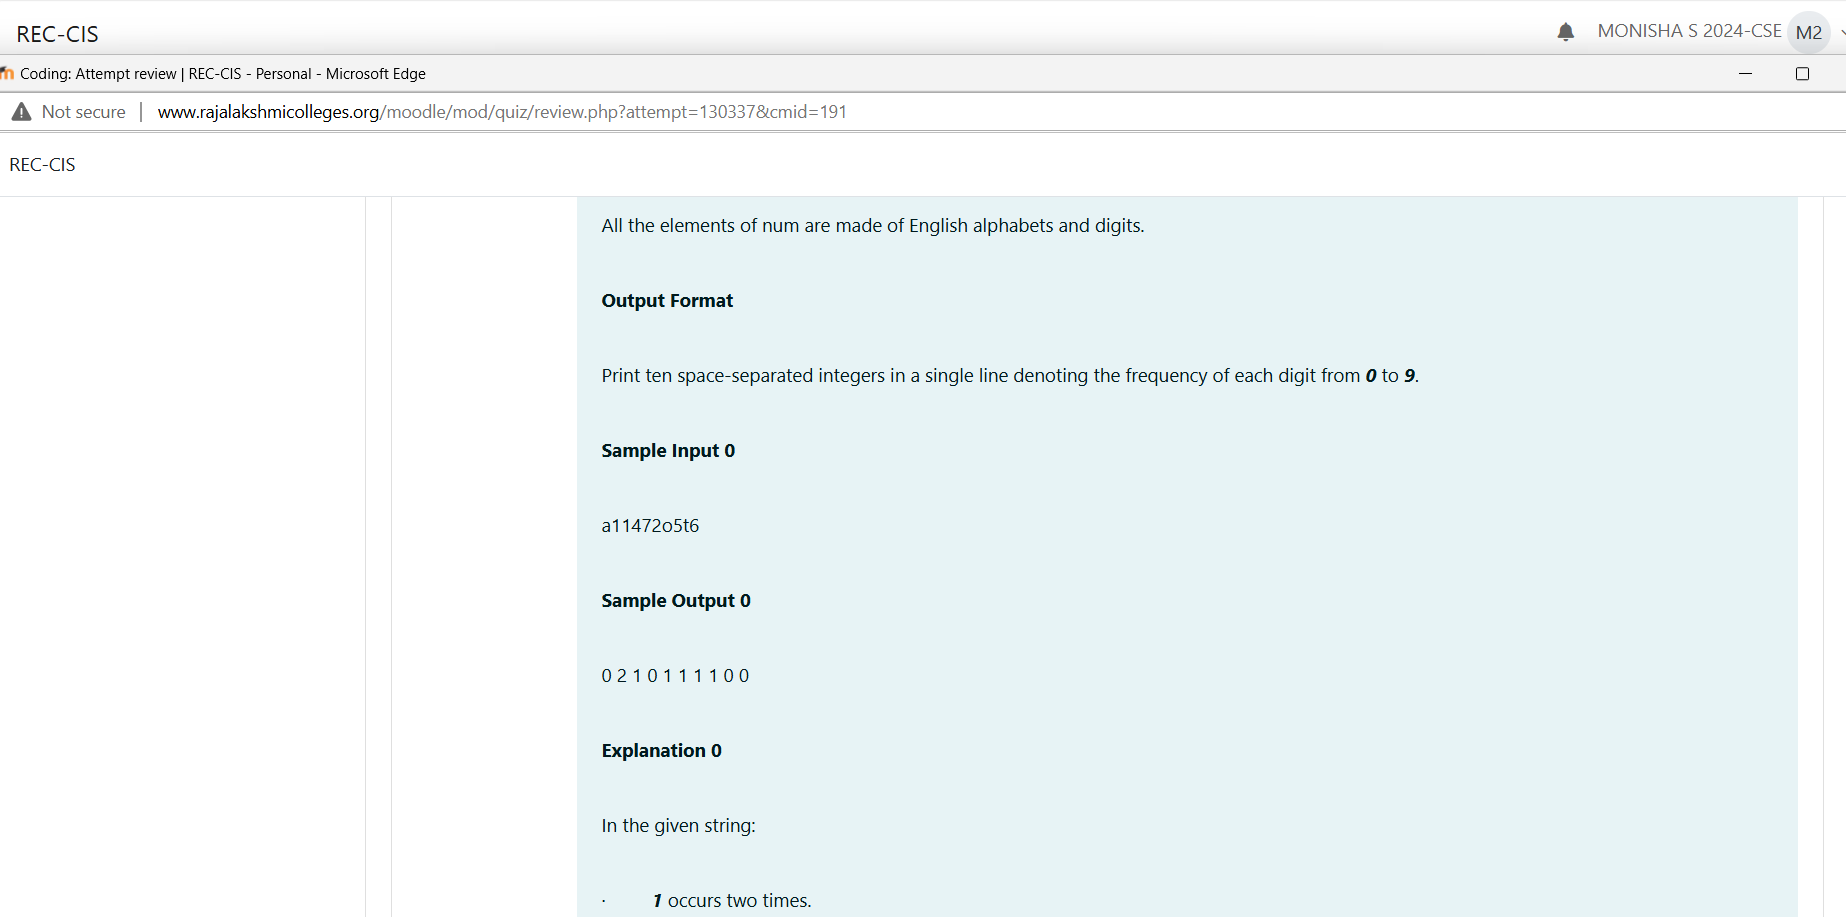 REC-CIS
MONISHA S 2024-CSE M2
Coding: Attempt review | REC-CIS - Personal - Microsoft Edge
Not secure | www.rajalakshmicolleges.org/moodle/mod/quiz/review.php?attempt=130337&cmid=191
REC-CIS
All the elements of num are made of English alphabets and digits.
Output Format
Print ten space-separated integers in a single line denoting the frequency of each digit from 0 to 9.
Sample Input 0
a11472o5t6
Sample Output 0
0 2 1 0 1 1 1 1 0 0
Explanation 0
In the given string:
· 1 occurs two times.